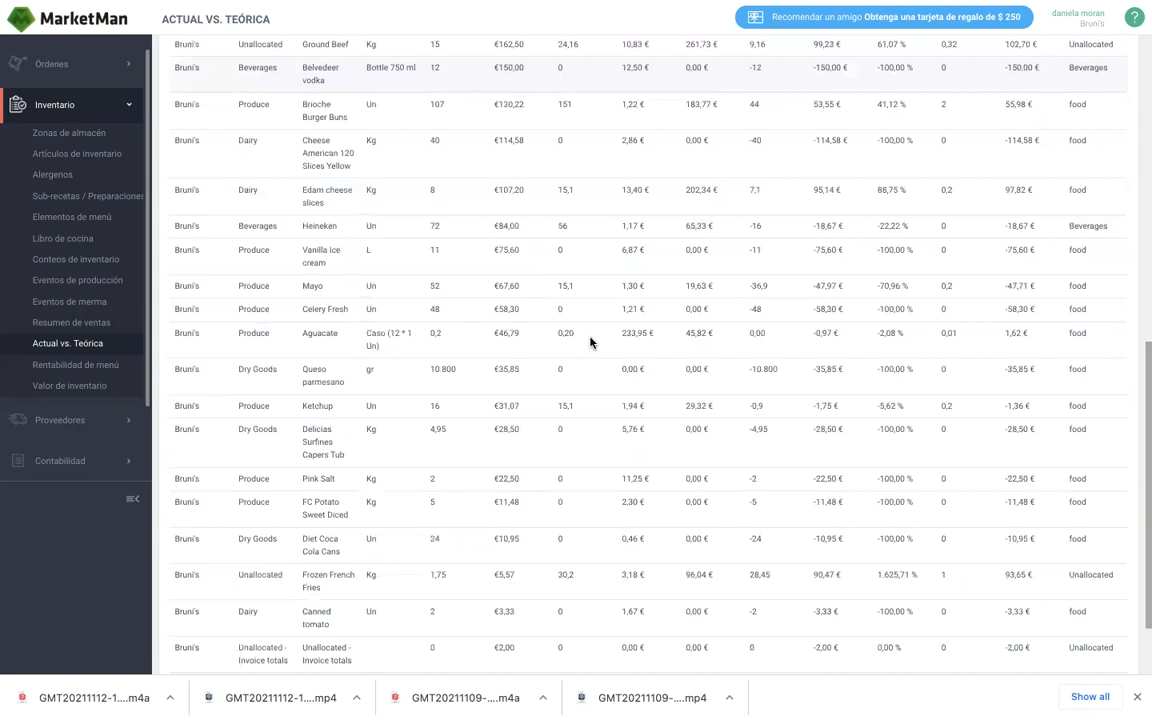 MarketMan
ACTUAL VS. TEÓRICA
Recomendar un amigo Obtenga una tarjeta de regalo de $ 250
daniela moran
Bruni's
?
Órdenes
Inventario
Zonas de almacén
Artículos de inventario
Alergenos
Sub-recetas / Preparaciones
Elementos de menú
Libro de cocina
Conteos de inventario
Eventos de producción
Eventos de merma
Resumen de ventas
Actual vs. Teórica
Rentabilidad de menú
Valor de inventario
Proveedores
Contabilidad
Bruni's Unallocated Ground Beef Kg 15 €162,50 24,16 10,83 € 261,73 € 9,16 99,23 € 61,07 % 0,32 102,70 € Unallocated
Bruni's Beverages Belvedeer Bottle 750 ml 12 €150,00 0 12,50 € 0,00 € -12 -150,00 € -100,00 % 0 -150,00 € Beverages
vodka
Bruni's Produce Brioche Un 107 €130,22 151 1,22 € 183,77 € 44 53,55 € 41,12 % 2 55,98 € food
Burger Buns
Bruni's Dairy Cheese Kg 40 €114,58 0 2,86 € 0,00 € -40 -114,58 € -100,00 % 0 -114,58 € food
American 120
Slices Yellow
Bruni's Dairy Edam cheese Kg 8 €107,20 15,1 13,40 € 202,34 € 7,1 95,14 € 88,75 % 0,2 97,82 € food
slices
Bruni's Beverages Heineken Un 72 €84,00 56 1,17 € 65,33 € -16 -18,67 € -22,22 % 0 -18,67 € Beverages
Bruni's Produce Vanilla ice L 11 €75,60 0 6,87 € 0,00 € -11 -75,60 € -100,00 % 0 -75,60 € food
cream
Bruni's Produce Mayo Un 52 €67,60 15,1 1,30 € 19,63 € -36,9 -47,97 € -70,96 % 0,2 -47,71 € food
Bruni's Produce Celery Fresh Un 48 €58,30 0 1,21 € 0,00 € -48 -58,30 € -100,00 % 0 -58,30 € food
Bruni's Produce Aguacate Caso (12 * 1 0,2 €46,79 0,20 233,95 € 45,82 € 0,00 -0,97 € -2,08 % 0,01 1,62 € food
Un)
Bruni's Dry Goods Queso gr 10.800 €35,85 0 0,00 € 0,00 € -10.800 -35,85 € -100,00 % 0 -35,85 € food
parmesano
Bruni's Produce Ketchup Un 16 €31,07 15,1 1,94 € 29,32 € -0,9 -1,75 € -5,62 % 0,2 -1,36 € food
Bruni's Dry Goods Delicias Kg 4,95 €28,50 0 5,76 € 0,00 € -4,95 -28,50 € -100,00 % 0 -28,50 € food
Surfines
Capers Tub
Bruni's Produce Pink Salt Kg 2 €22,50 0 11,25 € 0,00 € -2 -22,50 € -100,00 % 0 -22,50 € food
Bruni's Produce FC Potato Kg 5 €11,48 0 2,30 € 0,00 € -5 -11,48 € -100,00 % 0 -11,48 € food
Sweet Diced
Bruni's Dry Goods Diet Coca Un 24 €10,95 0 0,46 € 0,00 € -24 -10,95 € -100,00 % 0 -10,95 € food
Cola Cans
Bruni's Unallocated Frozen French Kg 1,75 €5,57 30,2 3,18 € 96,04 € 28,45 90,47 € 1.625,71 % 1 93,65 € Unallocated
Fries
Bruni's Dairy Canned Un 2 €3,33 0 1,67 € 0,00 € -2 -3,33 € -100,00 % 0 -3,33 € food
tomato
Bruni's Unallocated - Unallocated - 0 €2,00 0 0,00 € 0,00 € 0 -2,00 € 0,00 % 0 -2,00 € Unallocated
Invoice totals Invoice totals
GMT20211112-1....m4a GMT20211112-1....mp4 GMT20211109-....m4a GMT20211109-....mp4 Show all